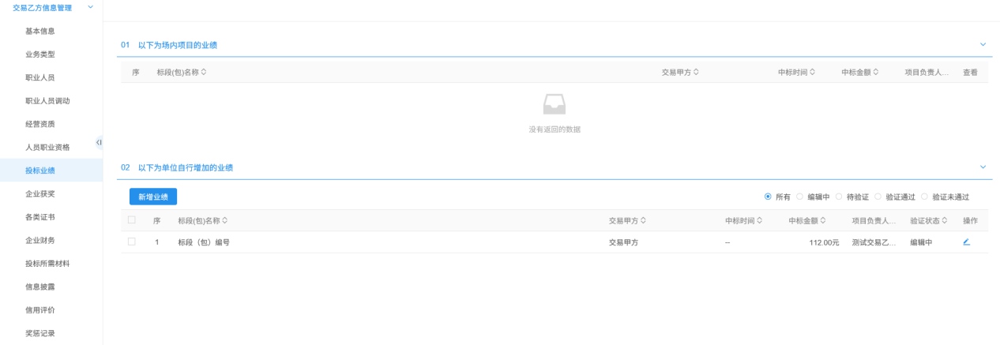 交易乙方信息管理
基本信息
业务类型
职业人员
职业人员调动
经营资质
人员职业资格
投标业绩
企业获奖
各类证书
企业财务
投标所需材料
信息披露
信用评价
奖惩记录
01 以下为场内项目的业绩
序 标段(包)名称 交易甲方 中标时间 中标金额 项目负责人... 查看
没有返回的数据
02 以下为单位自行增加的业绩
新增业绩 所有 编辑中 待验证 验证通过 验证未通过
序 标段(包)名称 交易甲方 中标时间 中标金额 项目负责人... 验证状态 操作
1 标段（包）编号 交易甲方 -- 112.00元 测试交易乙... 编辑中